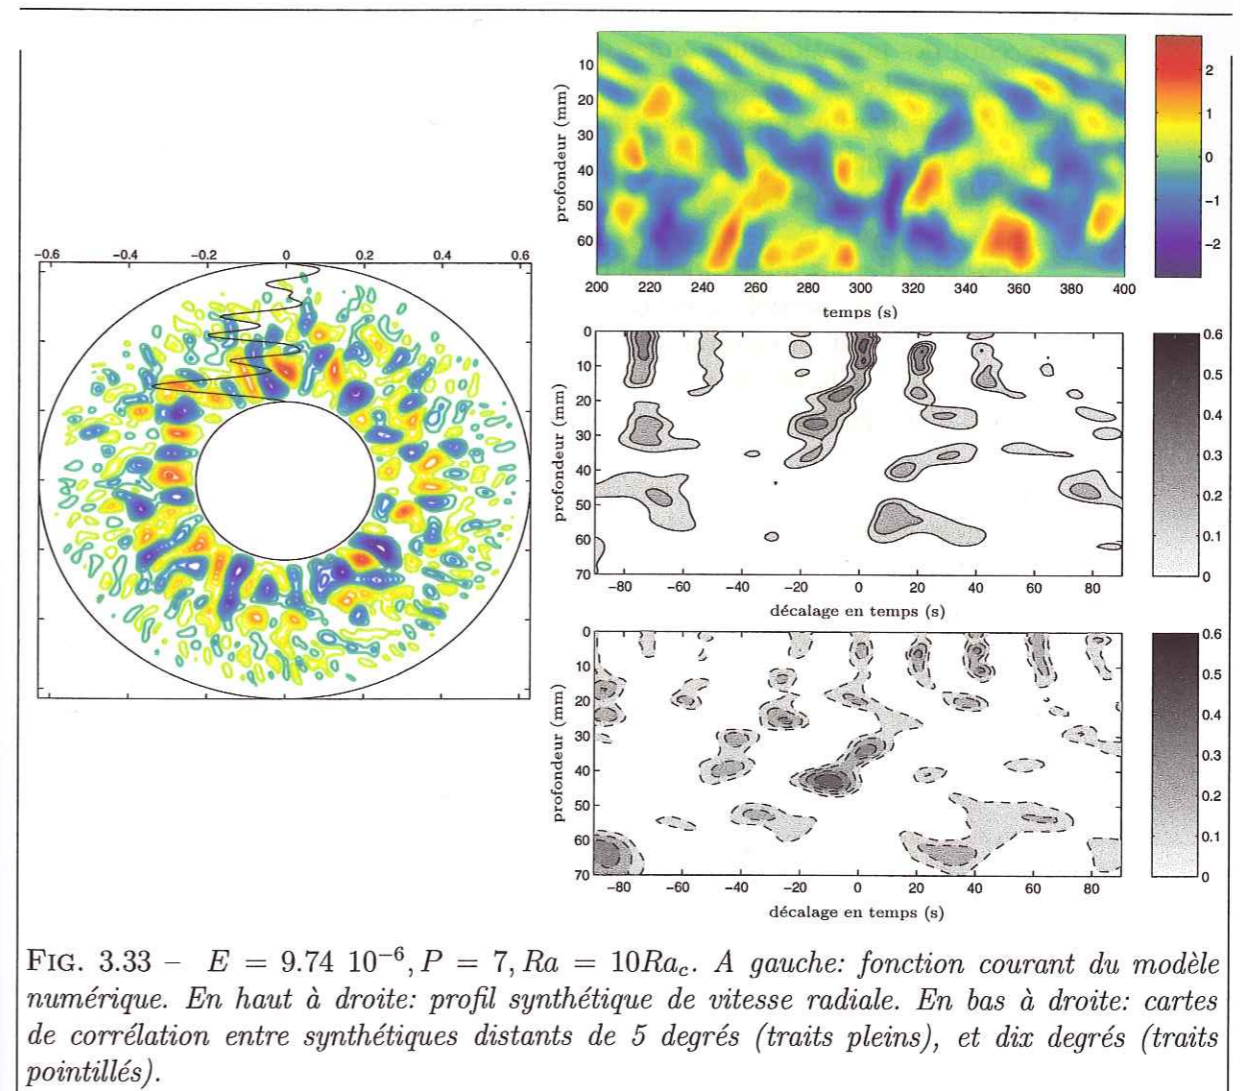 −0.6 −0.4 −0.2 0 0.2 0.4 0.6
profondeur (mm)
10
20
30
40
50
60
200 220 240 260 280 300 320 340 360 380 400
temps (s)
2
1
0
−1
−2
profondeur (mm)
0
10
20
30
40
50
60
70
−80 −60 −40 −20 0 20 40 60 80
décalage en temps (s)
0.6
0.5
0.4
0.3
0.2
0.1
0
profondeur (mm)
0
10
20
30
40
50
60
70
−80 −60 −40 −20 0 20 40 60 80
décalage en temps (s)
0.6
0.5
0.4
0.3
0.2
0.1
0
FIG. 3.33 – E = 9.74 10⁻⁶, P = 7, Ra = 10Ra_c. A gauche: fonction courant du modèle
numérique. En haut à droite: profil synthétique de vitesse radiale. En bas à droite: cartes
de corrélation entre synthétiques distants de 5 degrés (traits pleins), et dix degrés (traits
pointillés).